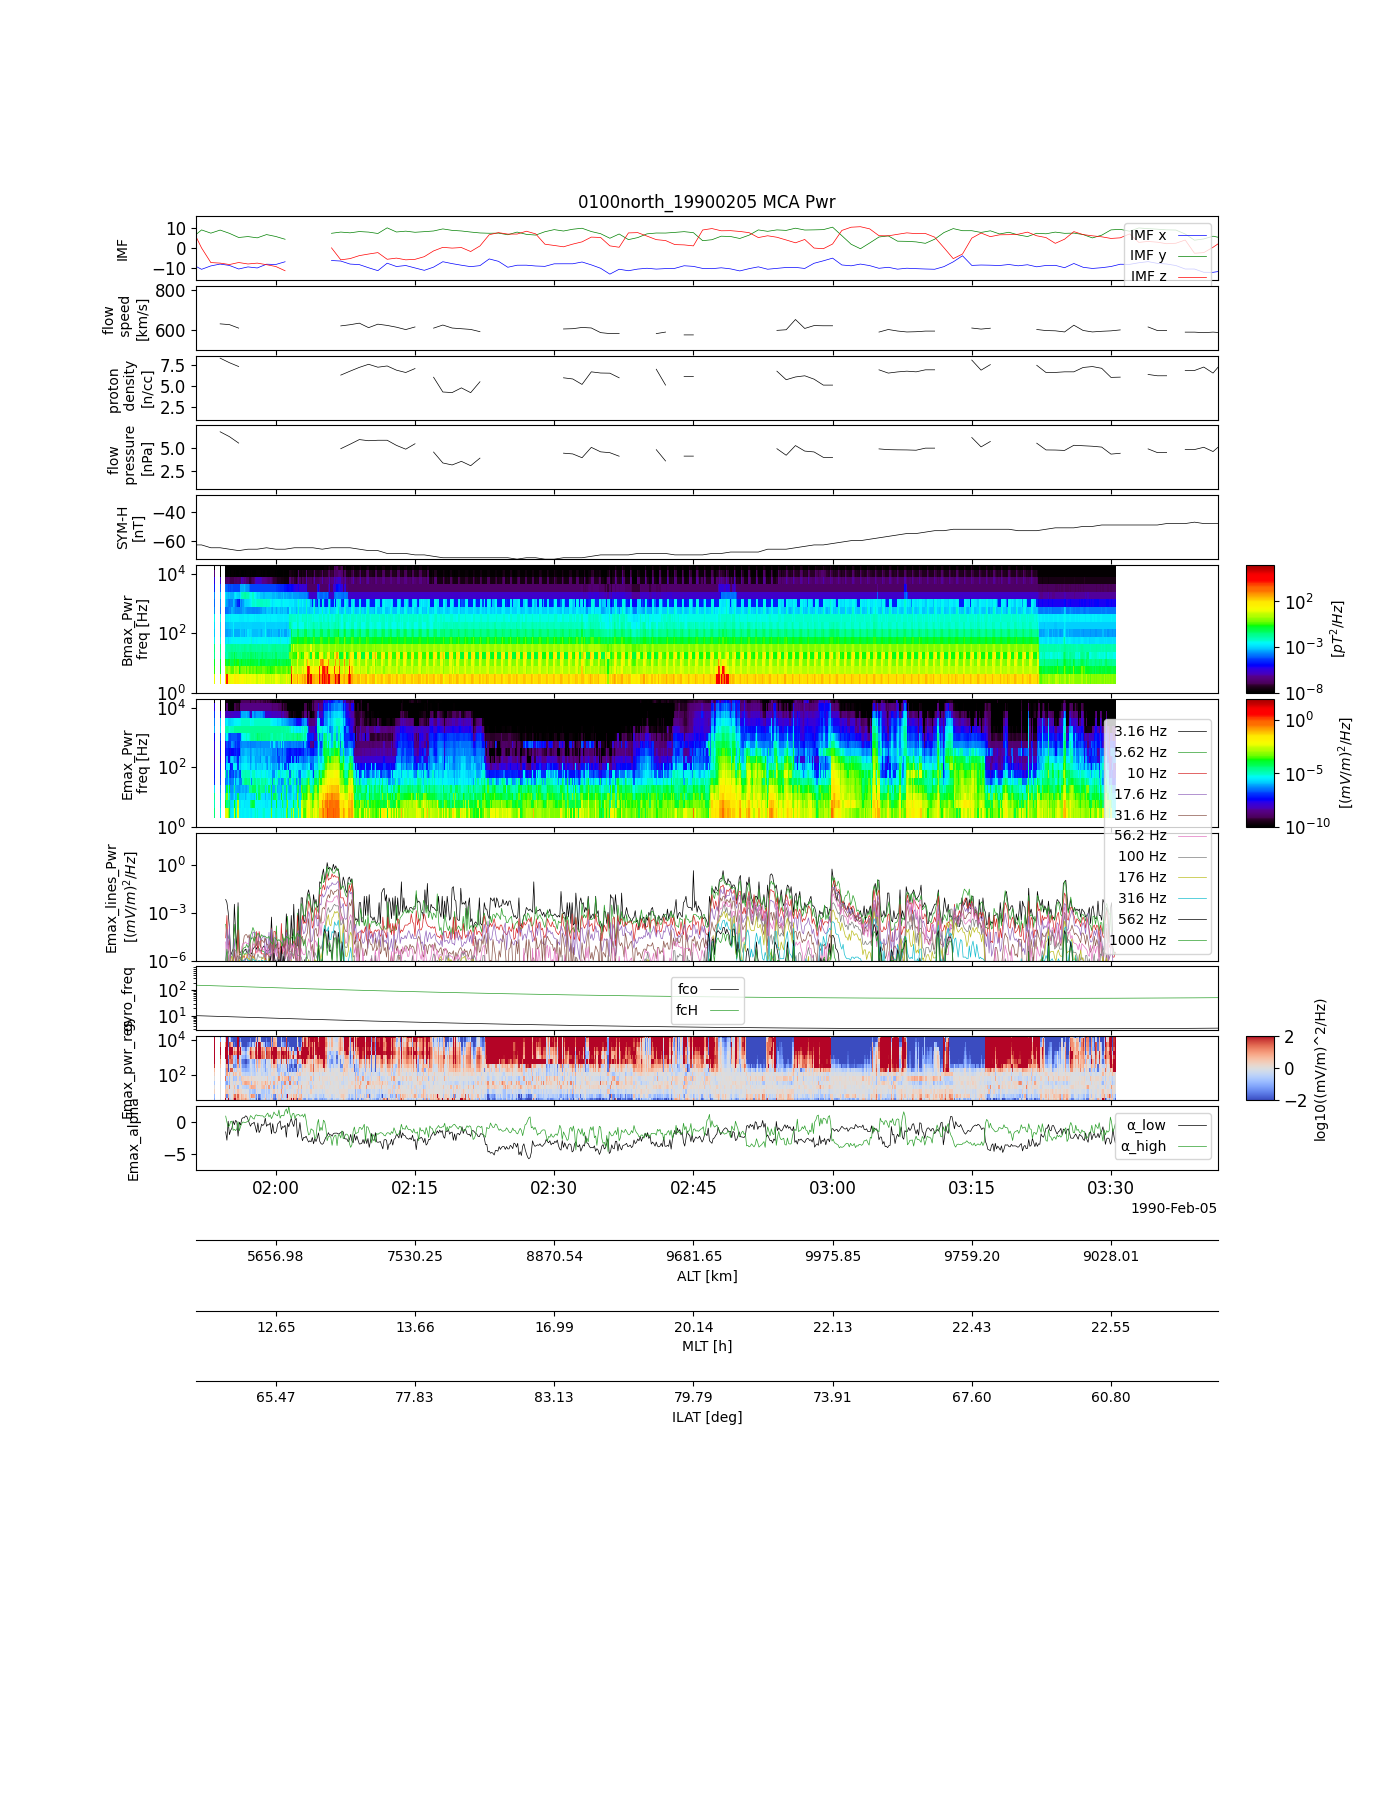 0100north_19900205 MCA Pwr
IMF
10
0
−10
IMF x
IMF y
IMF z
flow
speed
[km/s]
800
600
proton
density
[n/cc]
7.5
5.0
2.5
flow
pressure
[nPa]
5.0
2.5
SYM-H
[nT]
−40
−60
Bmax_Pwr
freq [Hz]
10^4
10^2
10^0
10^2
10^−3
10^−8
[pT^2/Hz]
Emax_Pwr
freq [Hz]
10^4
10^2
10^0
10^0
10^−5
10^−10
[(mV/m)^2/Hz]
3.16 Hz
5.62 Hz
10 Hz
17.6 Hz
31.6 Hz
56.2 Hz
100 Hz
176 Hz
316 Hz
562 Hz
1000 Hz
Emax_lines_Pwr
[(mV/m)^2/Hz]
10^0
10^−3
10^−6
gyro_freq
10^2
10^1
fco
fcH
Emax_pwr_reg
10^4
10^2
2
0
−2
log10((mV/m)^2/Hz)
Emax_alpha
0
−5
α_low
α_high
02:00 02:15 02:30 02:45 03:00 03:15 03:30
1990-Feb-05
5656.98 7530.25 8870.54 9681.65 9975.85 9759.20 9028.01
ALT [km]
12.65 13.66 16.99 20.14 22.13 22.43 22.55
MLT [h]
65.47 77.83 83.13 79.79 73.91 67.60 60.80
ILAT [deg]